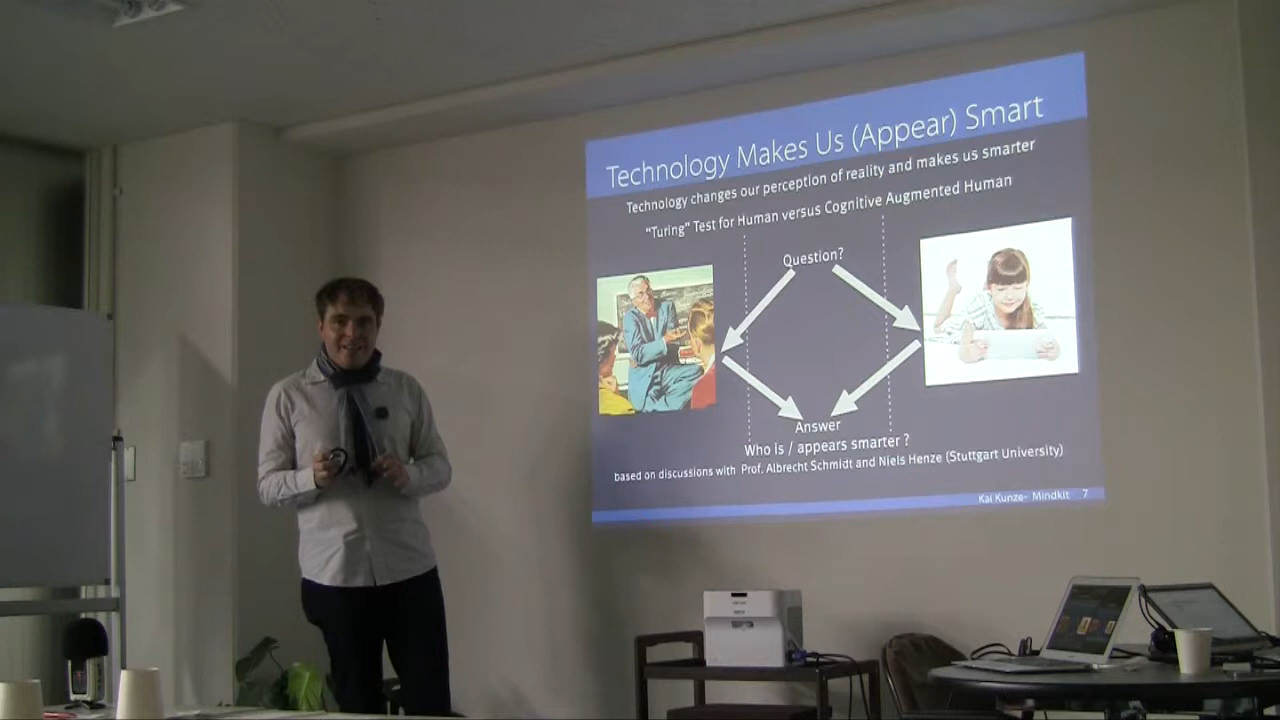 Technology Makes Us (Appear) Smart
Technology changes our perception of reality and makes us smarter
“Turing” Test for Human versus Cognitive Augmented Human
Question?
Answer
Who is / appears smarter ?
based on discussions with Prof. Albrecht Schmidt and Niels Henze (Stuttgart University)
Kai Kunze- Mindkit 7